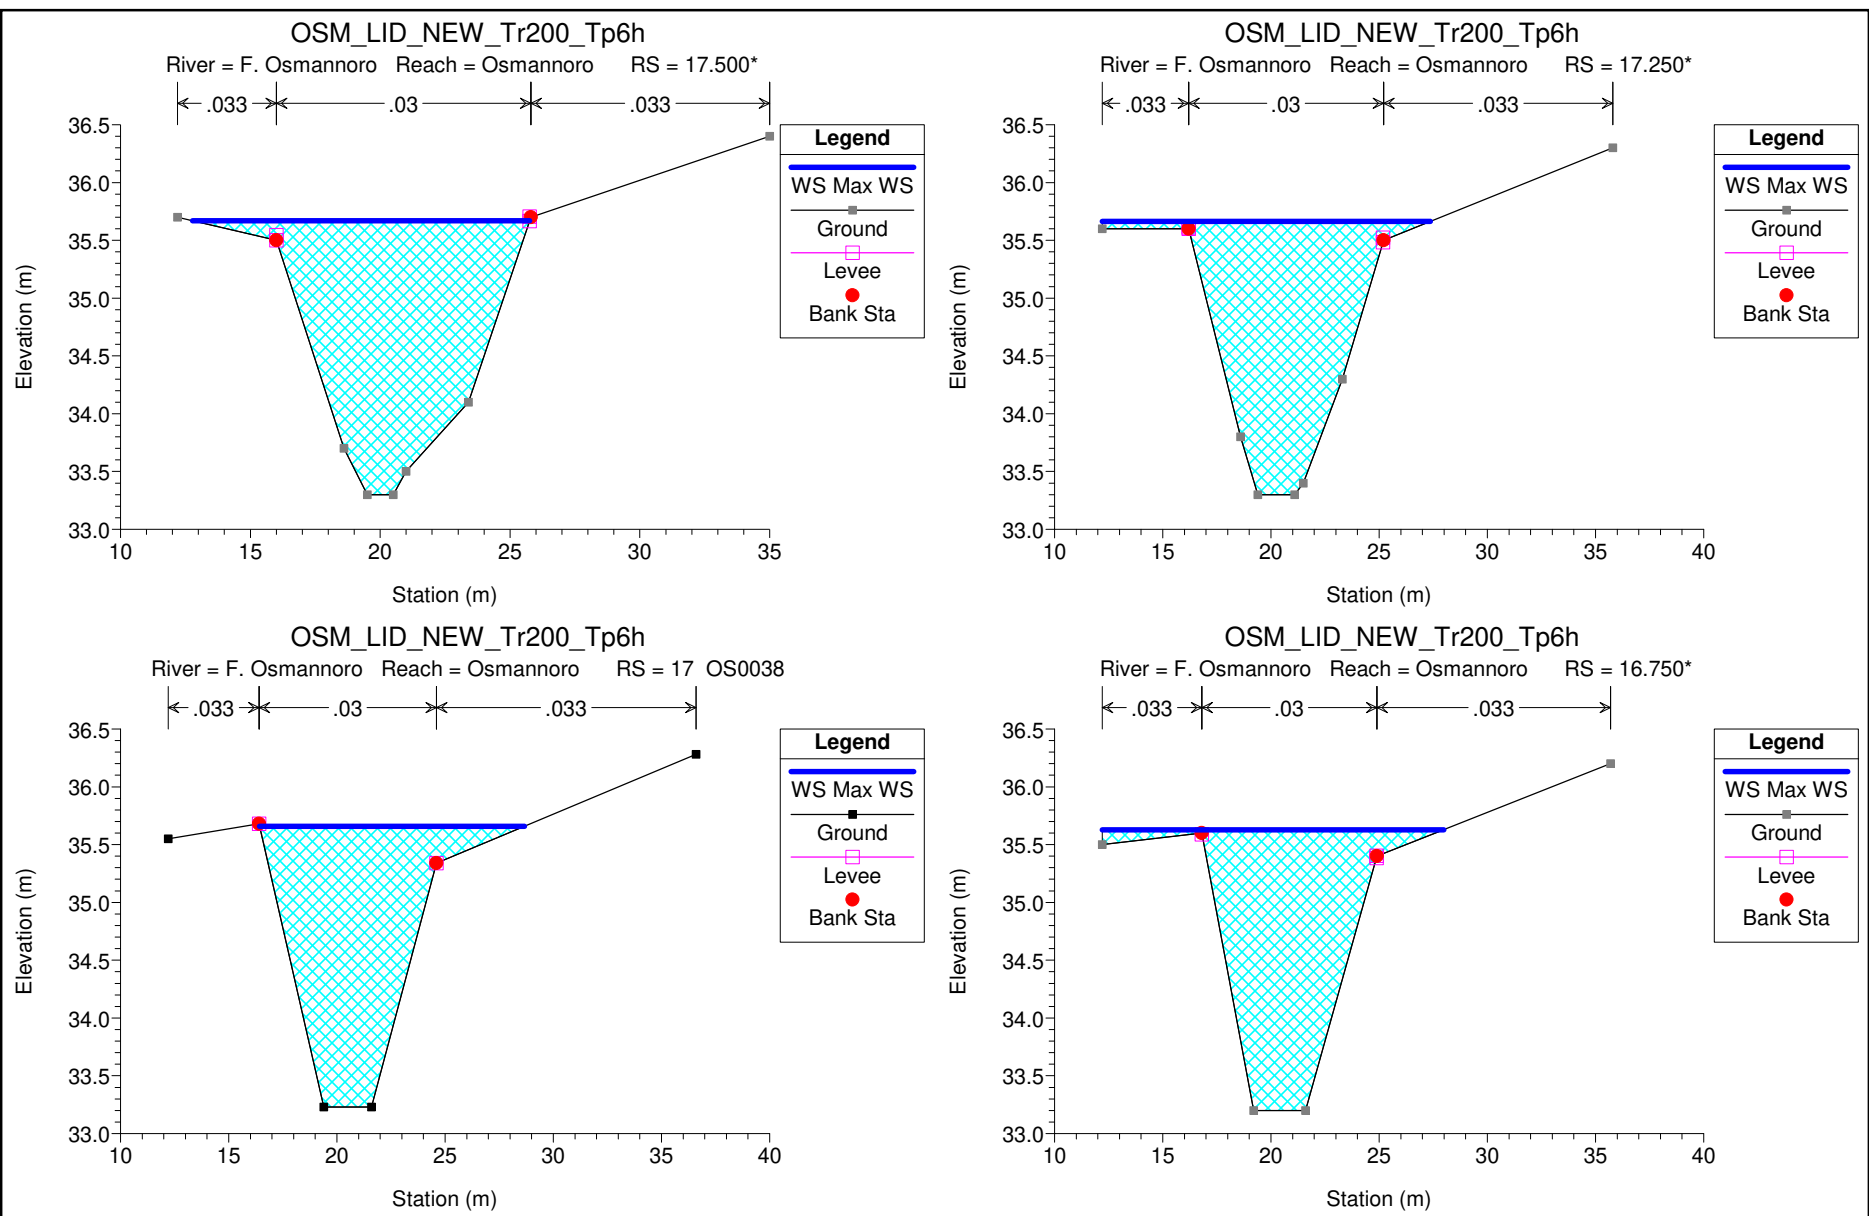 OSM_LID_NEW_Tr200_Tp6h
River = F. Osmannoro Reach = Osmannoro RS = 17.500*
.033 .03 .033
36.5
36.0
35.5
35.0
34.5
34.0
33.5
33.0
Elevation (m)
10 15 20 25 30 35
Station (m)
Legend
WS Max WS
Ground
Levee
Bank Sta
OSM_LID_NEW_Tr200_Tp6h
River = F. Osmannoro Reach = Osmannoro RS = 17.250*
.033 .03 .033
36.5
36.0
35.5
35.0
34.5
34.0
33.5
33.0
Elevation (m)
10 15 20 25 30 35 40
Station (m)
Legend
WS Max WS
Ground
Levee
Bank Sta
OSM_LID_NEW_Tr200_Tp6h
River = F. Osmannoro Reach = Osmannoro RS = 17 OS0038
.033 .03 .033
36.5
36.0
35.5
35.0
34.5
34.0
33.5
33.0
Elevation (m)
10 15 20 25 30 35 40
Station (m)
Legend
WS Max WS
Ground
Levee
Bank Sta
OSM_LID_NEW_Tr200_Tp6h
River = F. Osmannoro Reach = Osmannoro RS = 16.750*
.033 .03 .033
36.5
36.0
35.5
35.0
34.5
34.0
33.5
33.0
Elevation (m)
10 15 20 25 30 35 40
Station (m)
Legend
WS Max WS
Ground
Levee
Bank Sta